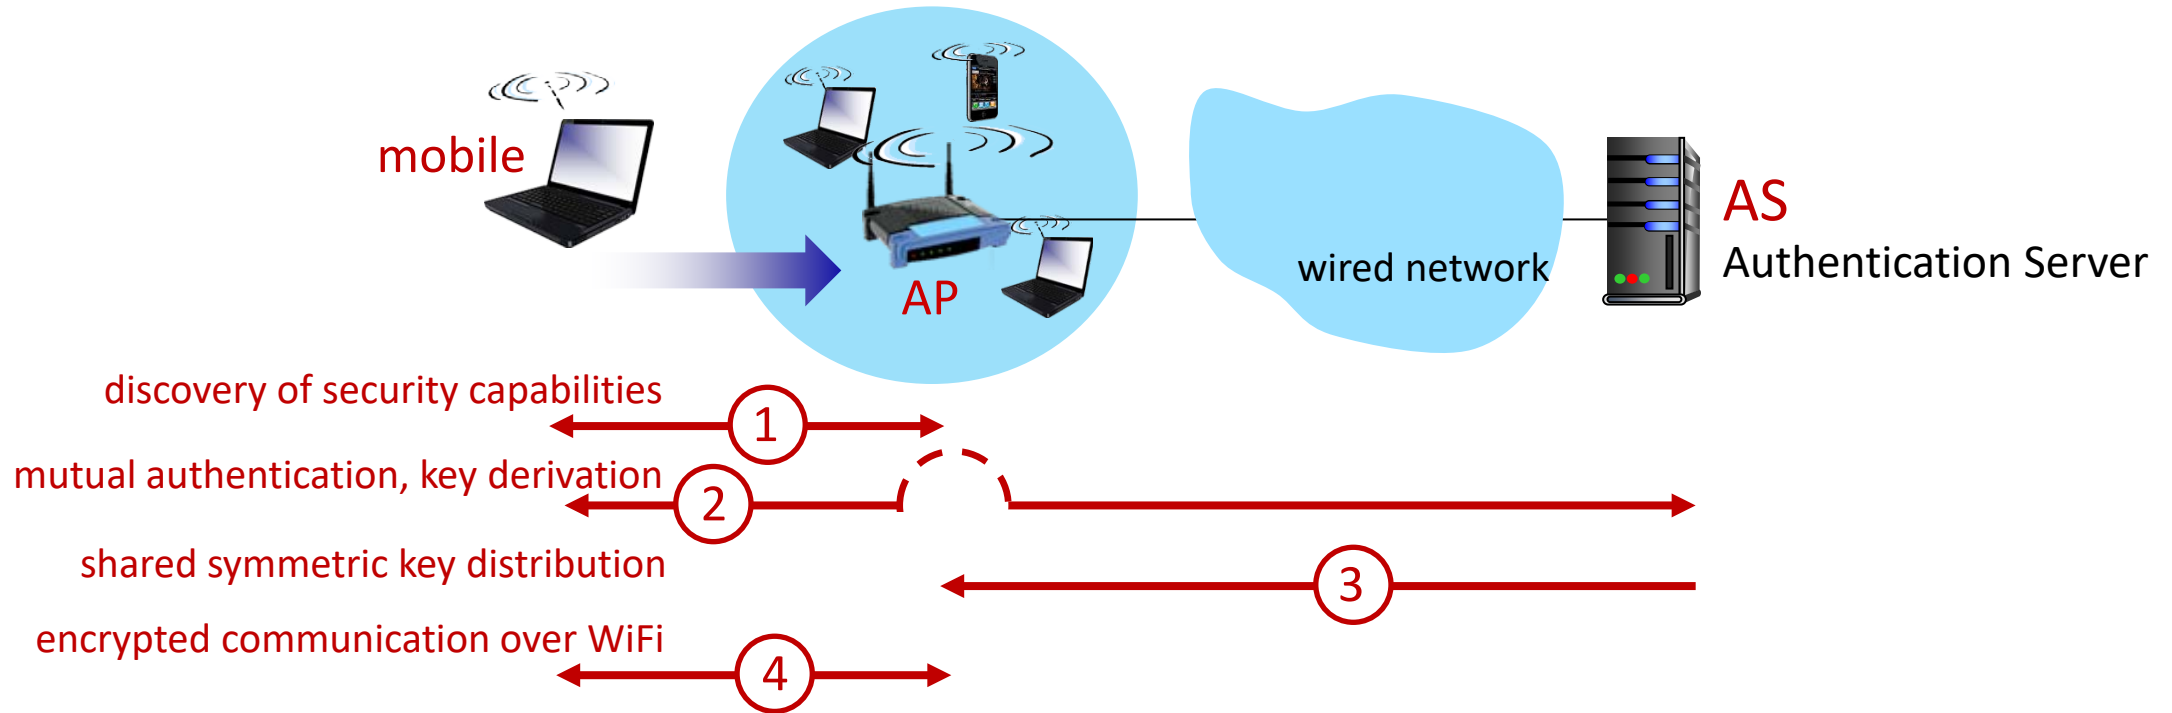 mobile
AP
wired network
AS
Authentication Server
discovery of security capabilities
1
mutual authentication, key derivation
2
shared symmetric key distribution
3
encrypted communication over WiFi
4